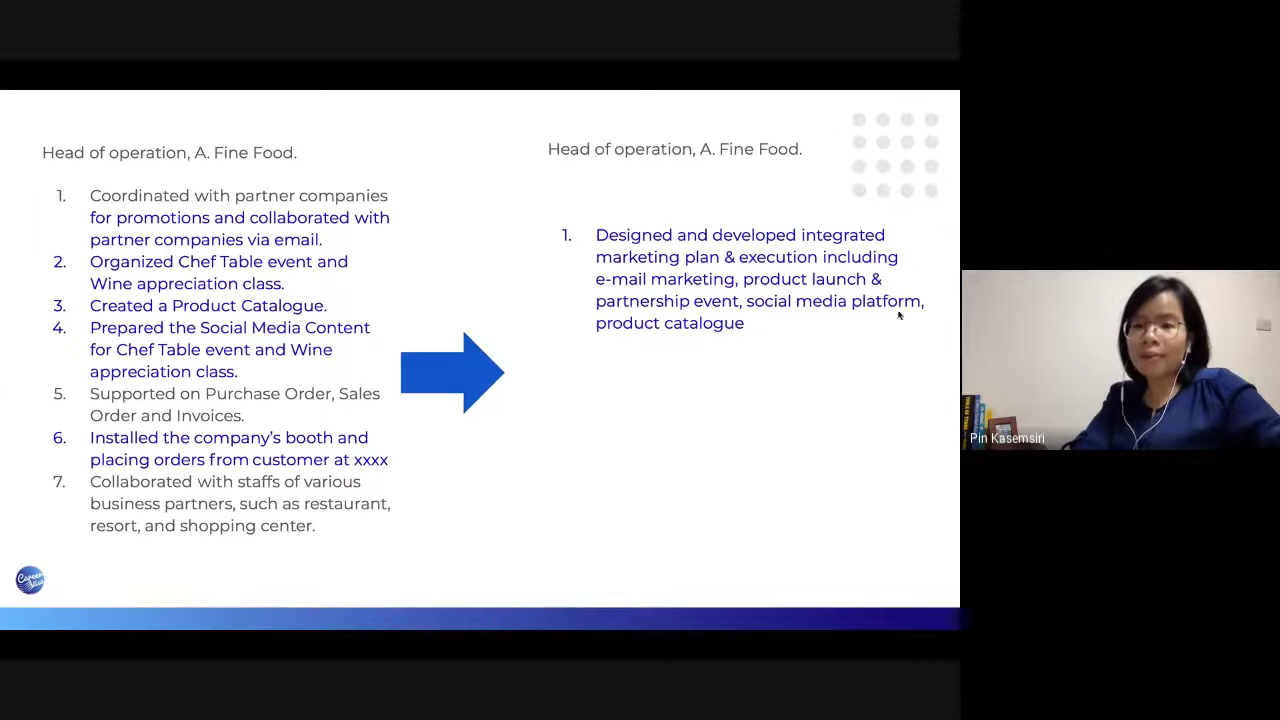 Head of operation, A. Fine Food.
1. Coordinated with partner companies
for promotions and collaborated with
partner companies via email.
2. Organized Chef Table event and
Wine appreciation class.
3. Created a Product Catalogue.
4. Prepared the Social Media Content
for Chef Table event and Wine
appreciation class.
5. Supported on Purchase Order, Sales
Order and Invoices.
6. Installed the company's booth and
placing orders from customer at xxxx
7. Collaborated with staffs of various
business partners, such as restaurant,
resort, and shopping center.
Head of operation, A. Fine Food.
1. Designed and developed integrated
marketing plan & execution including
e-mail marketing, product launch &
partnership event, social media platform,
product catalogue
Career
Visa
Pin Kasemsiri